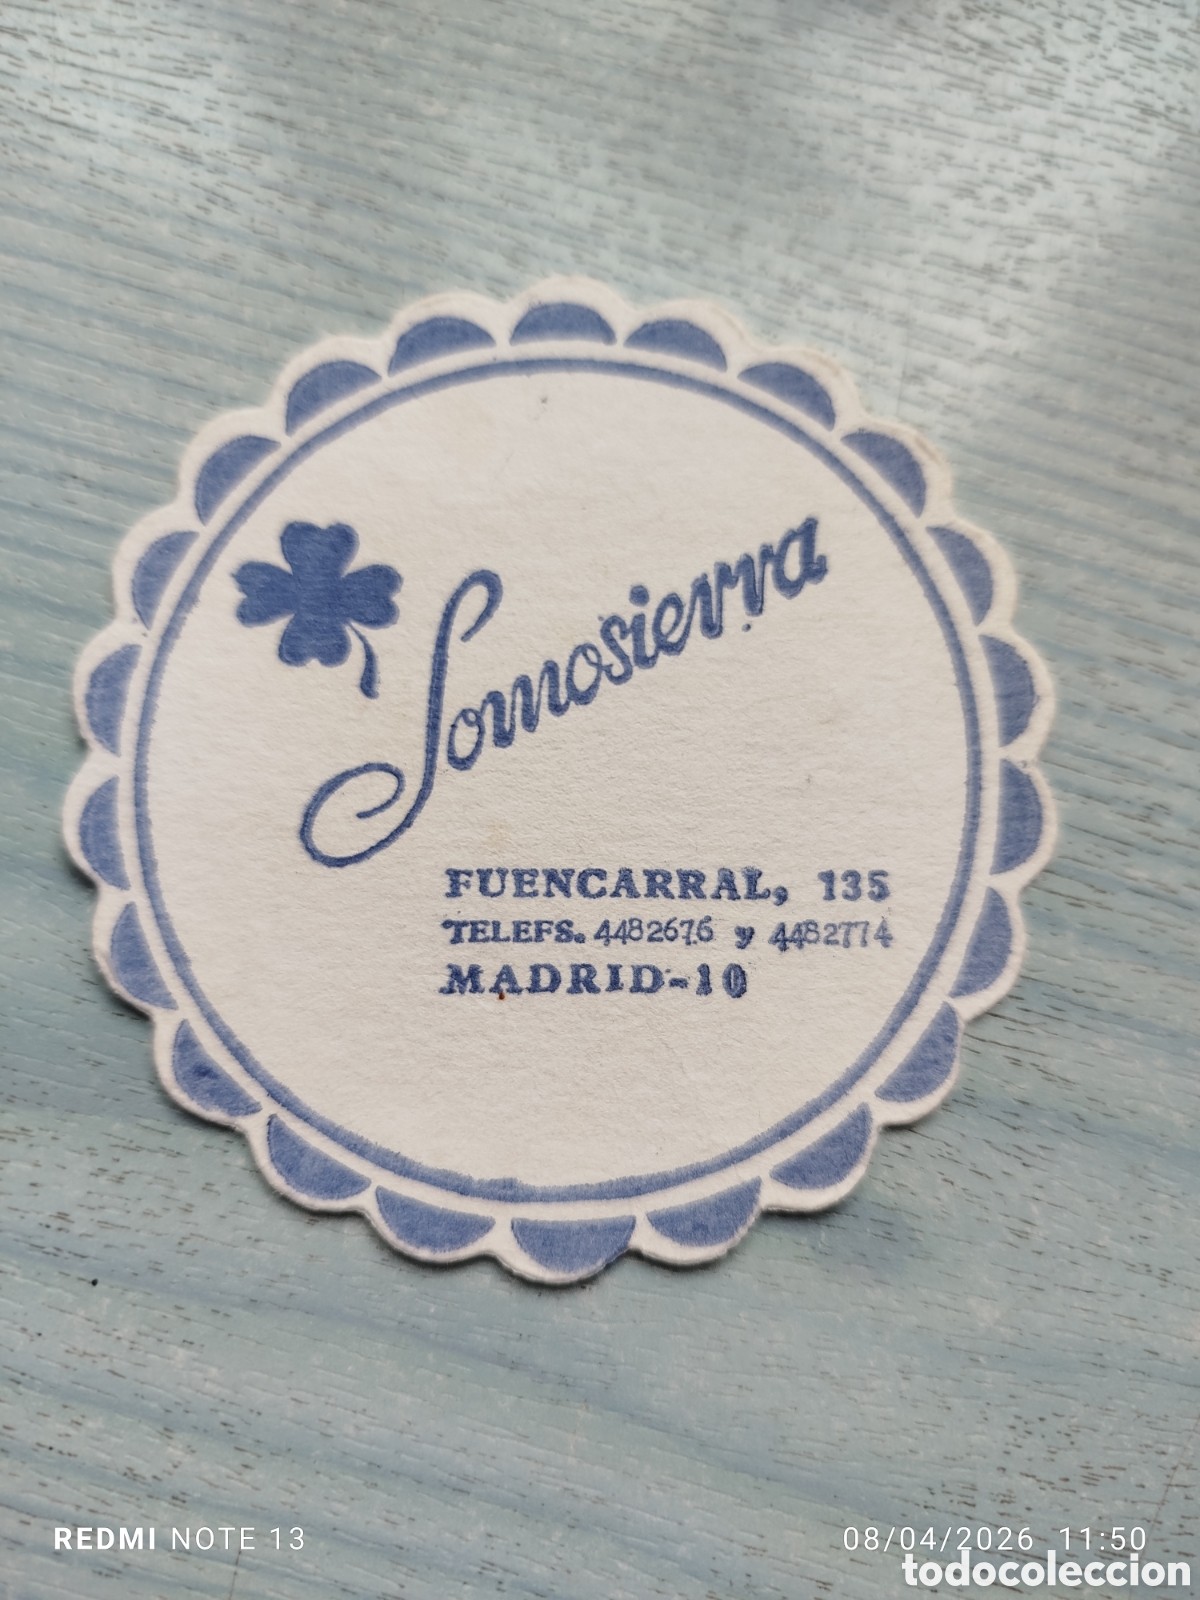 Somosierra
FUENCARRAL, 135
TELEFS. 4482676 y 4482774
MADRID-10
REDMI NOTE 13
08/04/2026 11:50
todocoleccion